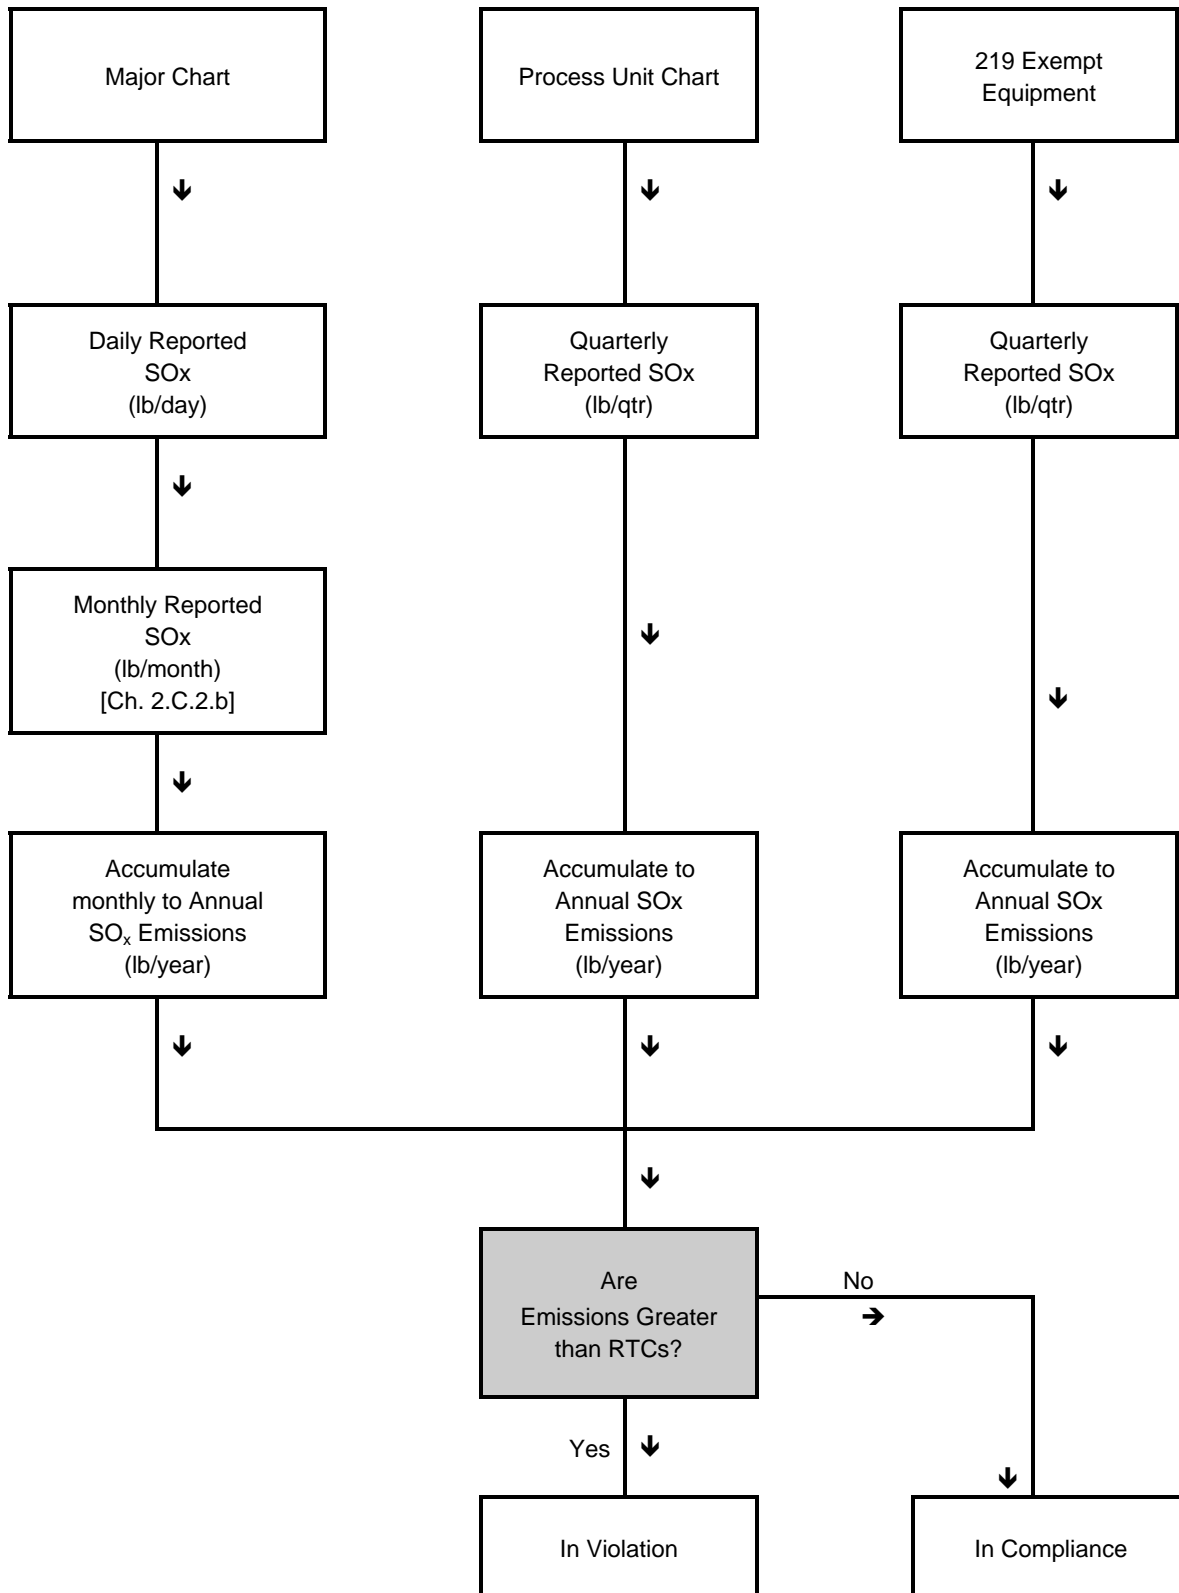 Major Chart
Process Unit Chart
219 Exempt
Equipment
Daily Reported
SOx
(lb/day)
Quarterly
Reported SOx
(lb/qtr)
Quarterly
Reported SOx
(lb/qtr)
Monthly Reported
SOx
(lb/month)
[Ch. 2.C.2.b]
Accumulate
monthly to Annual
SOₓ Emissions
(lb/year)
Accumulate to
Annual SOx
Emissions
(lb/year)
Accumulate to
Annual SOx
Emissions
(lb/year)
Are
Emissions Greater
than RTCs?
No
Yes
In Violation
In Compliance